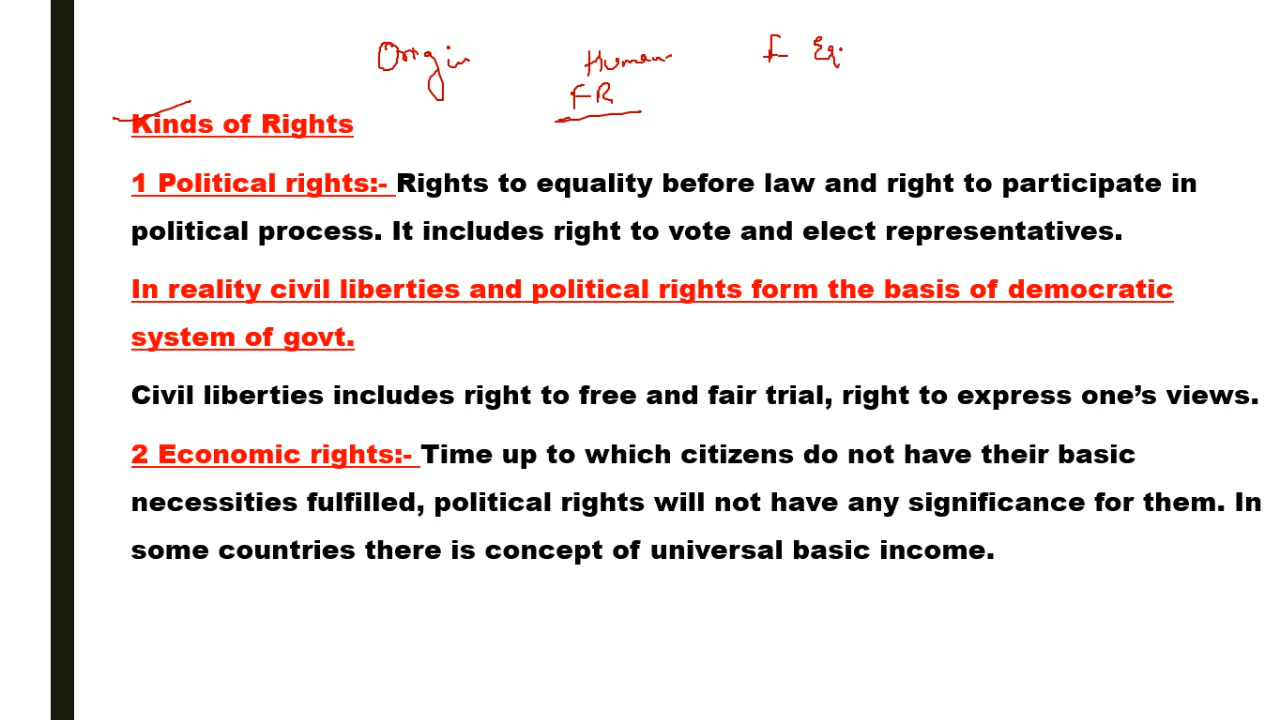 Origin Human I Eq.
FR
Kinds of Rights
1 Political rights:- Rights to equality before law and right to participate in
political process. It includes right to vote and elect representatives.
In reality civil liberties and political rights form the basis of democratic
system of govt.
Civil liberties includes right to free and fair trial, right to express one’s views.
2 Economic rights:- Time up to which citizens do not have their basic
necessities fulfilled, political rights will not have any significance for them. In
some countries there is concept of universal basic income.